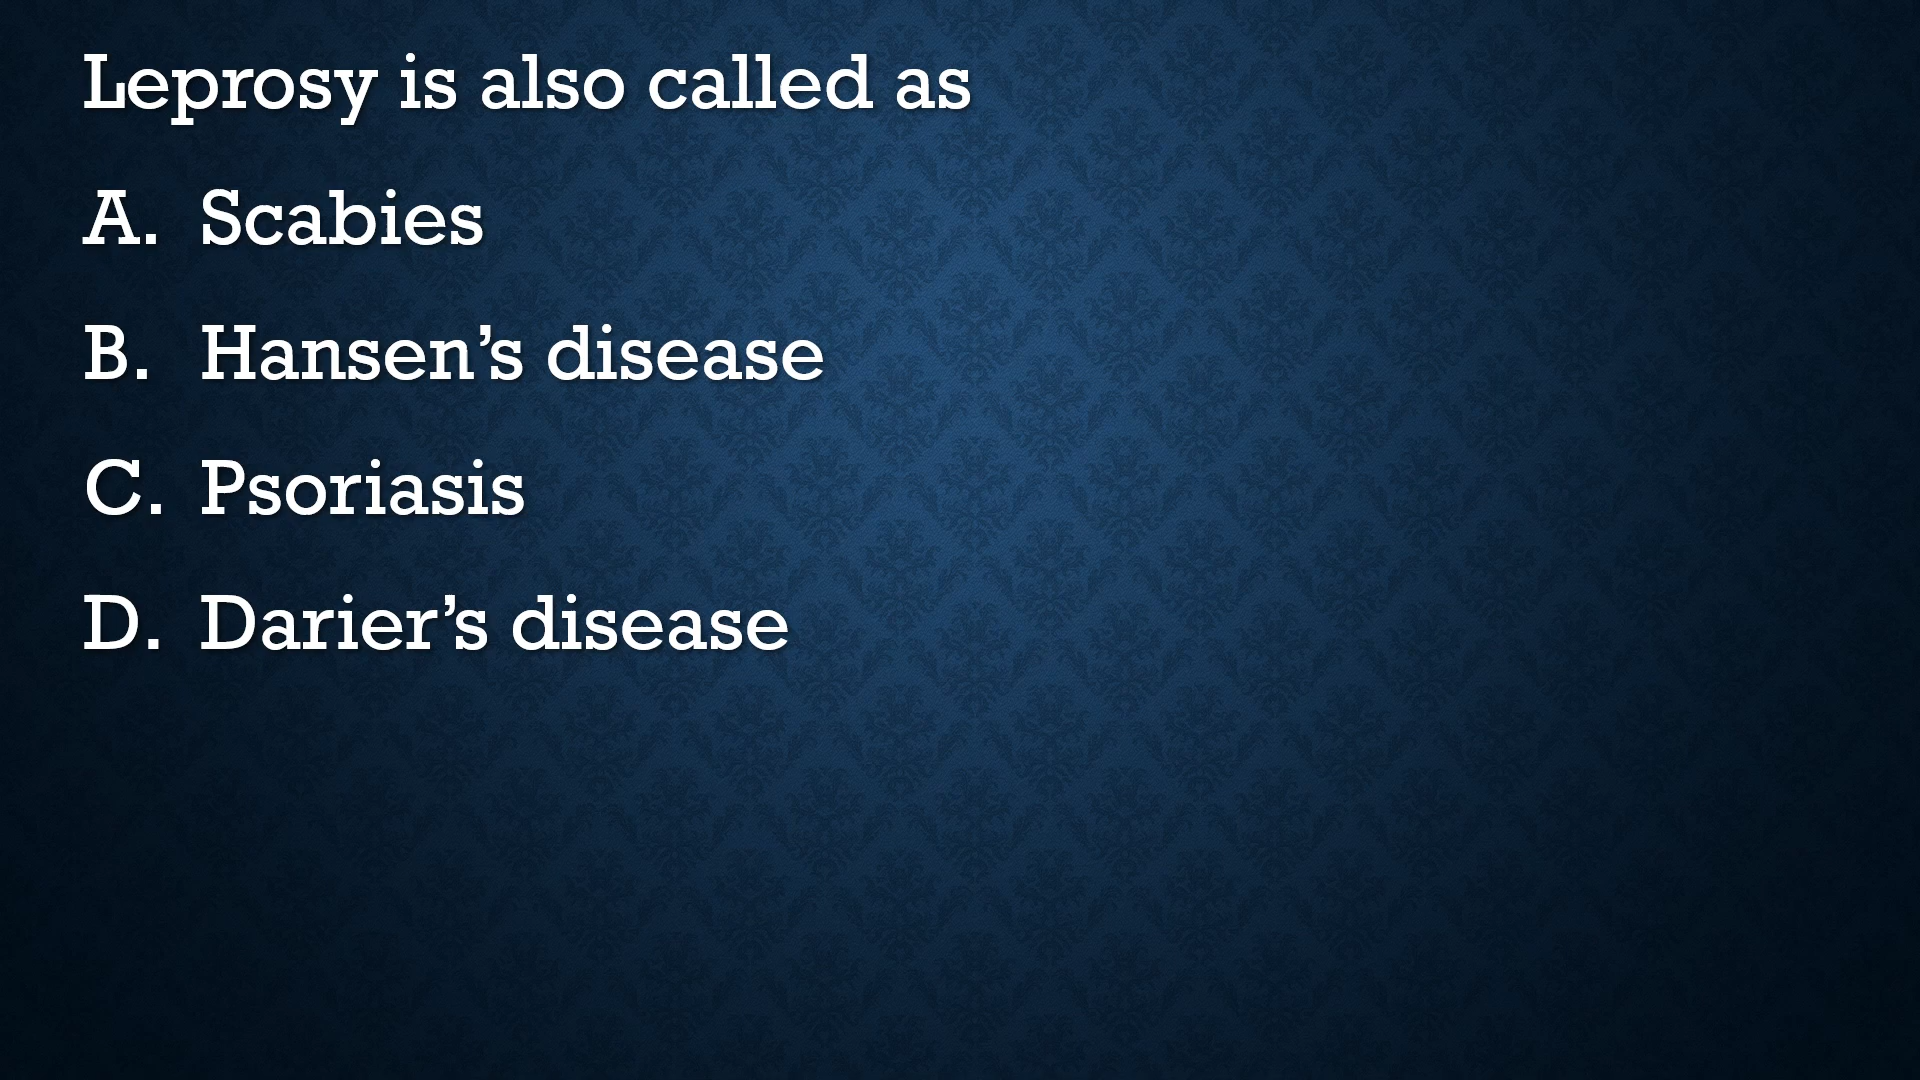 Leprosy is also called as
A. Scabies
B. Hansen’s disease
C. Psoriasis
D. Darier’s disease